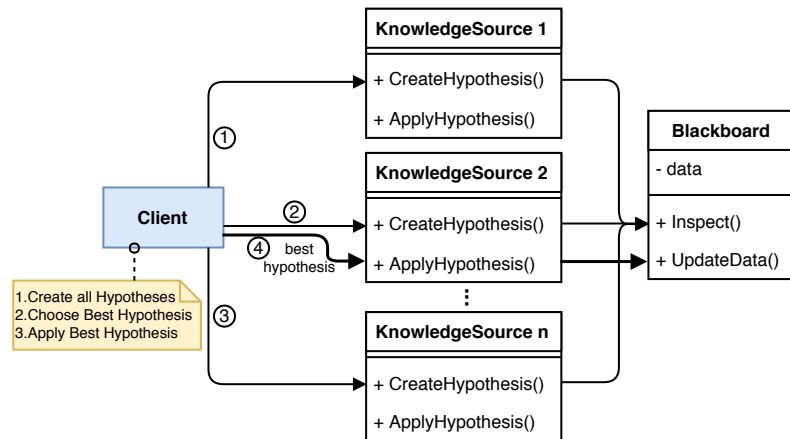 KnowledgeSource 1
+ CreateHypothesis()
+ ApplyHypothesis()
1
Blackboard
- data
+ Inspect()
+ UpdateData()
KnowledgeSource 2
+ CreateHypothesis()
+ ApplyHypothesis()
Client
2
4 best
hypothesis
1.Create all Hypotheses
2.Choose Best Hypothesis
3.Apply Best Hypothesis
3
KnowledgeSource n
+ CreateHypothesis()
+ ApplyHypothesis()